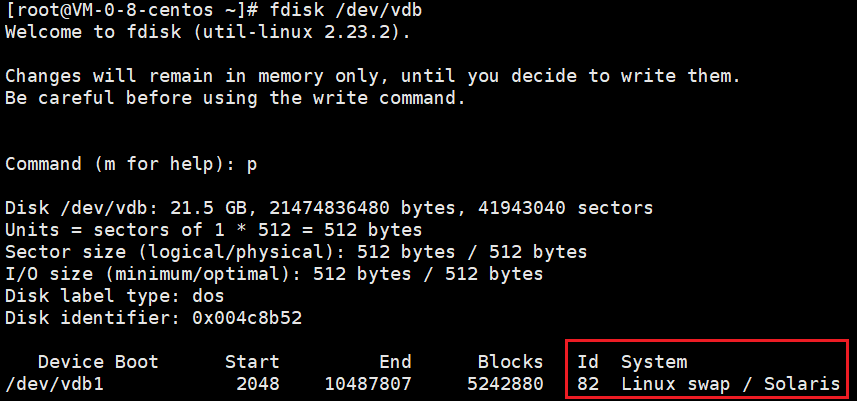 [root@VM-0-8-centos ~]# fdisk /dev/vdb
Welcome to fdisk (util-linux 2.23.2).
Changes will remain in memory only, until you decide to write them.
Be careful before using the write command.
Command (m for help): p
Disk /dev/vdb: 21.5 GB, 21474836480 bytes, 41943040 sectors
Units = sectors of 1 * 512 = 512 bytes
Sector size (logical/physical): 512 bytes / 512 bytes
I/O size (minimum/optimal): 512 bytes / 512 bytes
Disk label type: dos
Disk identifier: 0x004c8b52
Device Boot Start End Blocks Id System
/dev/vdb1 2048 10487807 5242880 82 Linux swap / Solaris